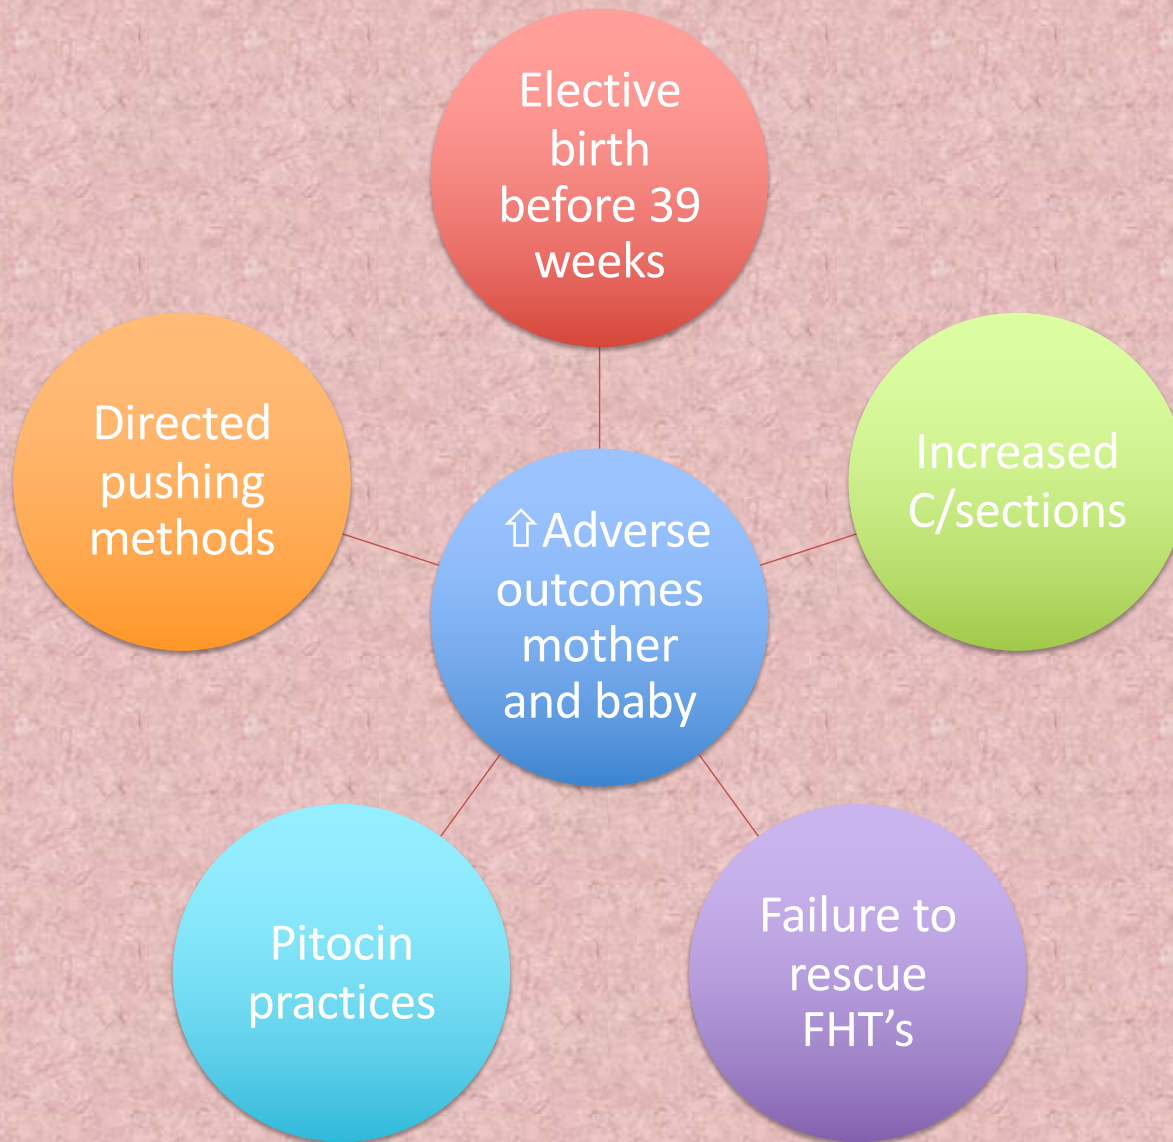 Elective
birth
before 39
weeks
Directed
pushing
methods
Increased
C/sections
⇧Adverse
outcomes
mother
and baby
Pitocin
practices
Failure to
rescue
FHT’s